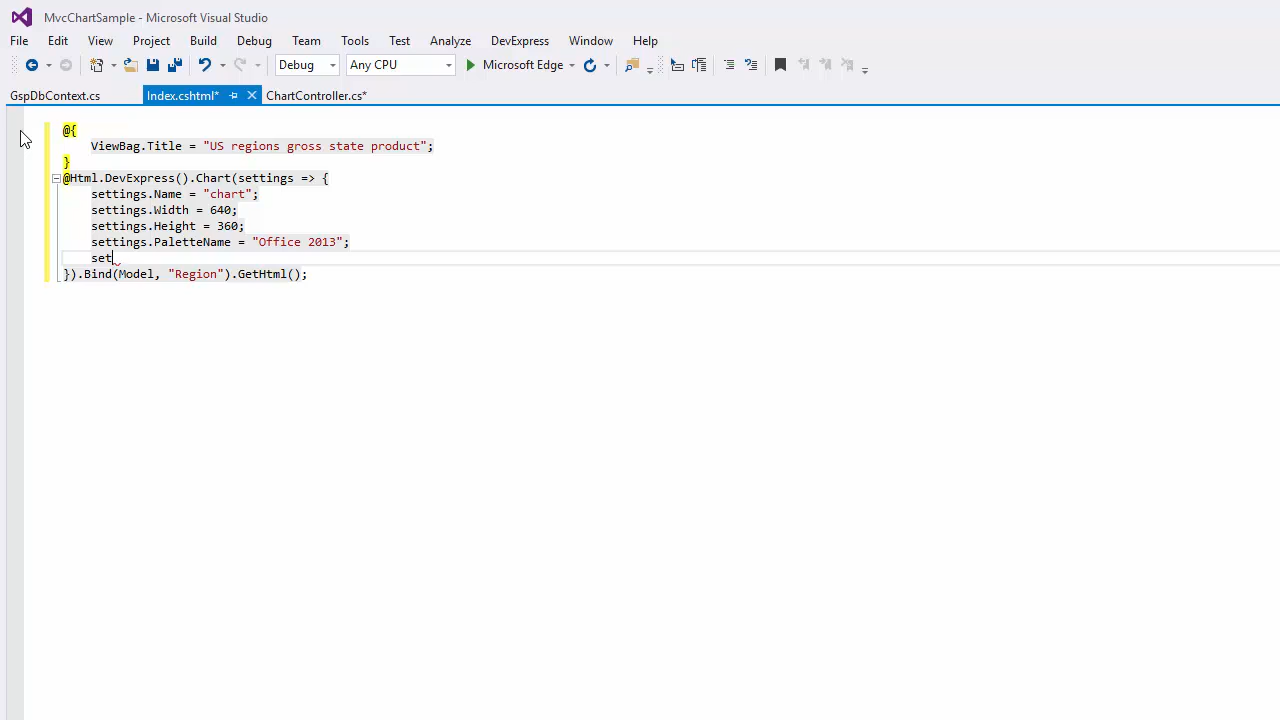 MvcChartSample - Microsoft Visual Studio
File Edit View Project Build Debug Team Tools Test Analyze DevExpress Window Help
Debug Any CPU Microsoft Edge
GspDbContext.cs Index.cshtml* ChartController.cs*
@{
ViewBag.Title = "US regions gross state product";
}
@Html.DevExpress().Chart(settings => {
settings.Name = "chart";
settings.Width = 640;
settings.Height = 360;
settings.PaletteName = "Office 2013";
set
}).Bind(Model, "Region").GetHtml();